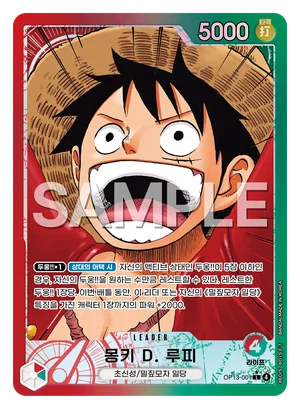 5000
打
SAMPLE
두웅!!×1 상대의 어택 시 자신의 액티브 상태인 두웅!!이 5장 이하인
경우, 자신의 두웅!!을 원하는 수만큼 레스트할 수 있다. 레스트한
두웅!! 1장당, 이번 배틀 동안, 이 리더 또는 자신의 《밀짚모자 일당》
특징을 가진 캐릭터 1장까지의 파워 +2000.
LEADER
몽키 D. 루피
초신성/밀짚모자 일당
4
라이프
OP13-001 L